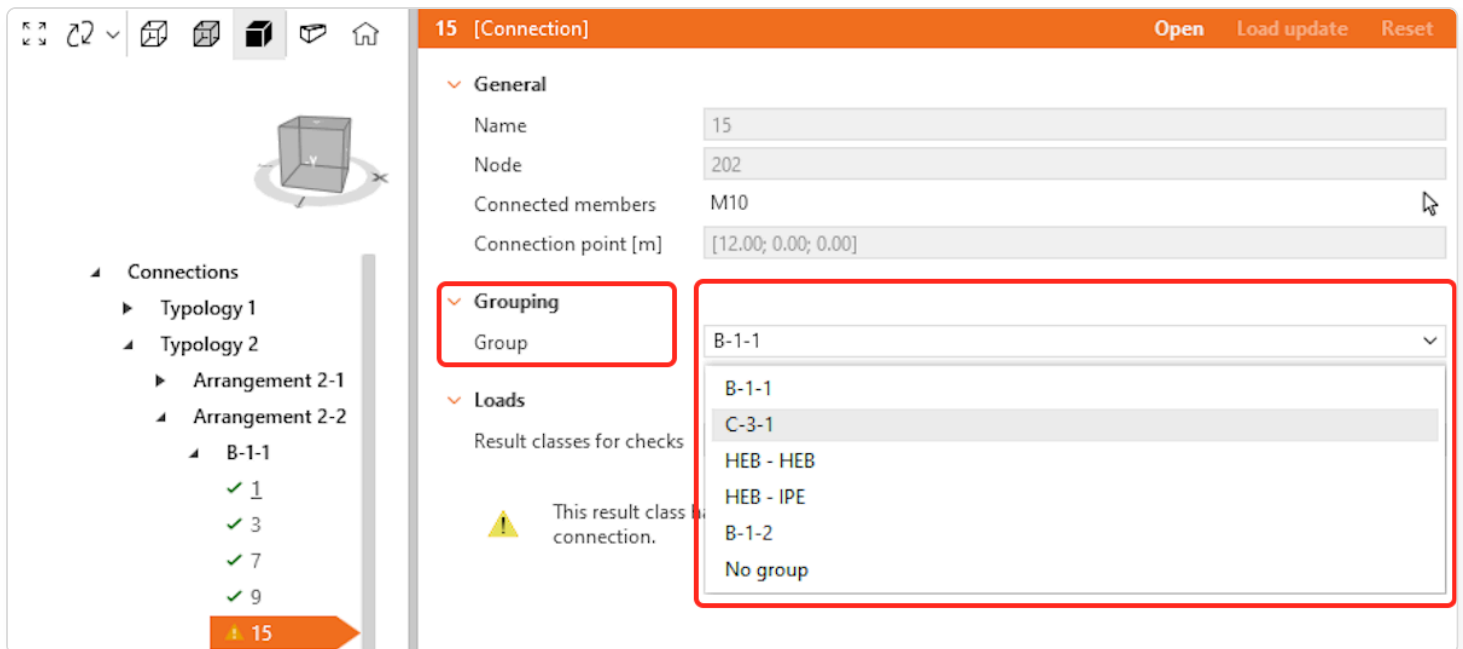 15 [Connection] Open Load update Reset
General
Name 15
Node 202
Connected members M10
Connection point [m] [12.00; 0.00; 0.00]
Grouping
Group B-1-1
B-1-1
C-3-1
HEB - HEB
HEB - IPE
B-1-2
No group
Loads
Result classes for checks
This result class
connection.
Connections
Typology 1
Typology 2
Arrangement 2-1
Arrangement 2-2
B-1-1
1
3
7
9
15